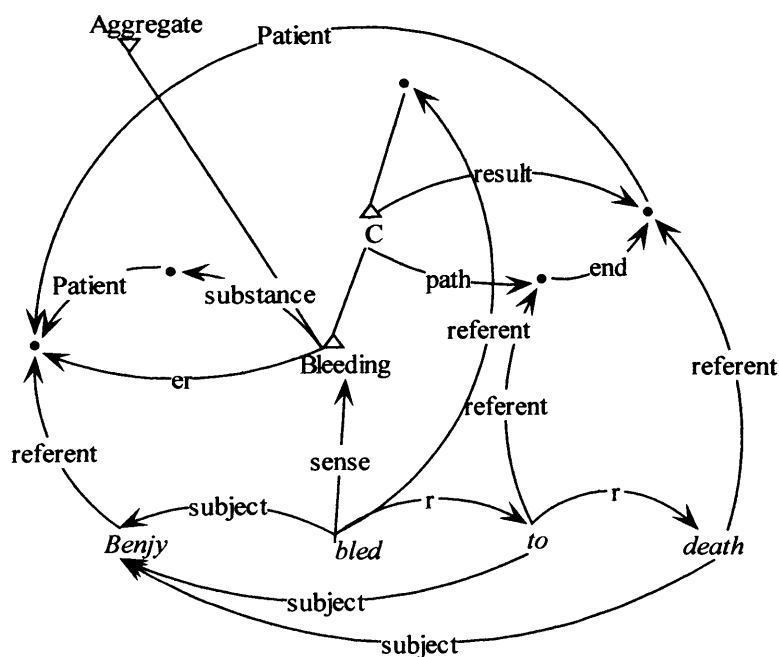 Aggregate
Patient
result
C
Patient
substance
path
end
referent
Bleeding
er
referent
referent
referent
sense
subject
r
r
Benjy
bled
to
death
subject
subject